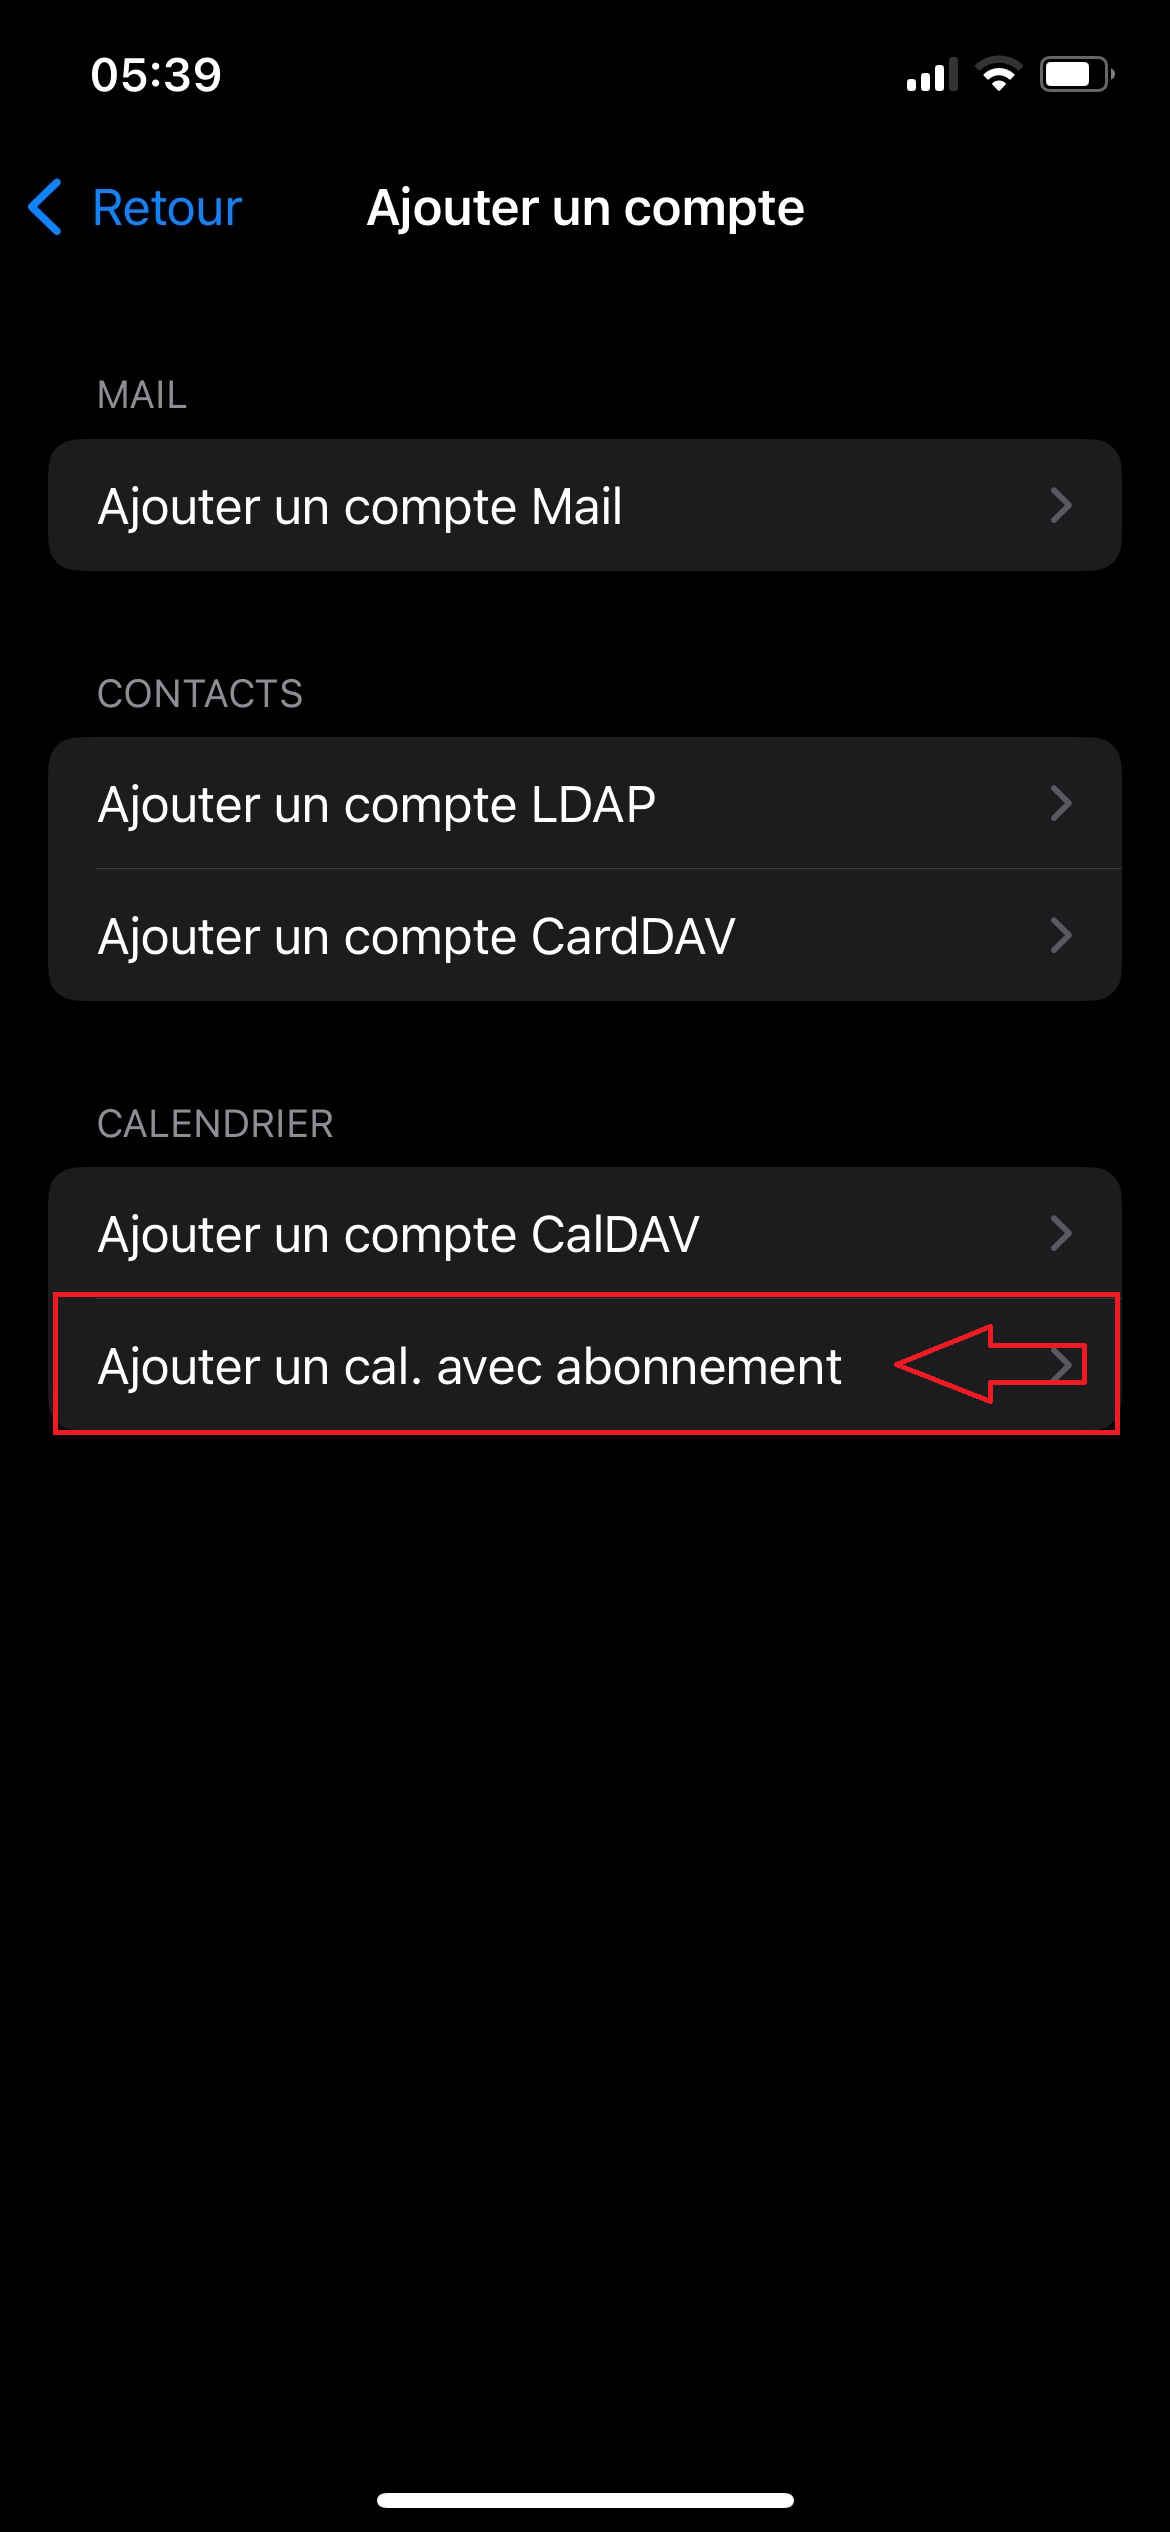 05:39
Retour
Ajouter un compte
MAIL
Ajouter un compte Mail
CONTACTS
Ajouter un compte LDAP
Ajouter un compte CardDAV
CALENDRIER
Ajouter un compte CalDAV
Ajouter un cal. avec abonnement